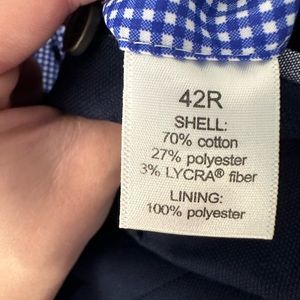 42R
SHELL:
70% cotton
27% polyester
3% LYCRA® fiber
LINING:
100% polyester